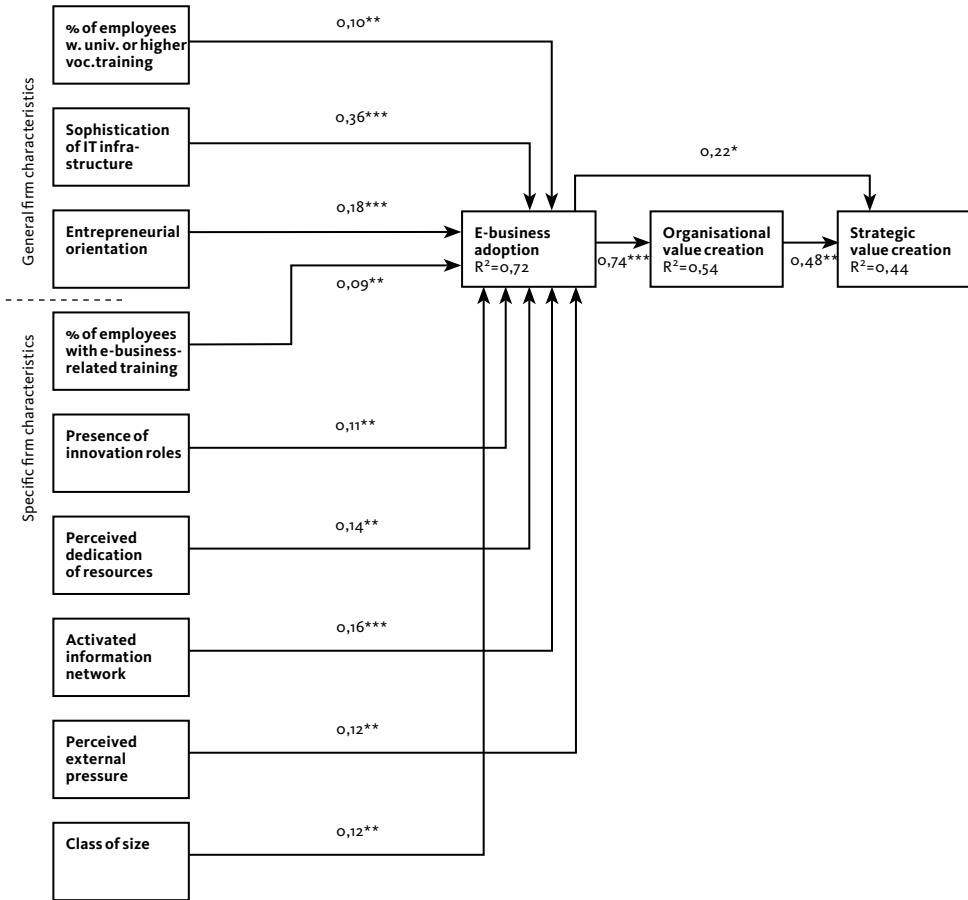 General firm characteristics
Specific firm characteristics
% of employees
w. univ. or higher
voc.training
0,10**
Sophistication
of IT infra-
structure
0,36***
Entrepreneurial
orientation
0,18***
% of employees
with e-business-
related training
0,09**
Presence of
innovation roles
0,11**
Perceived
dedication
of resources
0,14**
Activated
information
network
0,16***
Perceived
external
pressure
0,12**
Class of size
0,12**
E-business
adoption
R²=0,72
0,74***
Organisational
value creation
R²=0,54
0,48**
0,22*
Strategic
value creation
R²=0,44